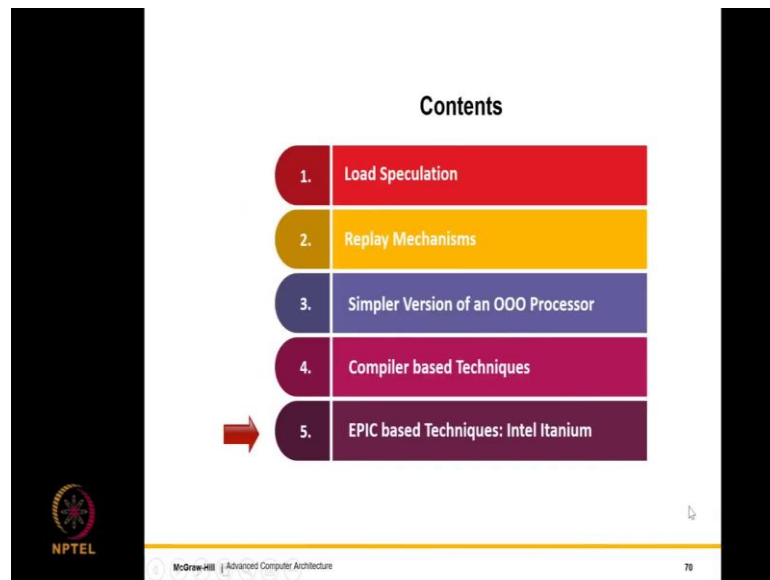 Contents
1. Load Speculation
2. Replay Mechanisms
3. Simpler Version of an OOO Processor
4. Compiler based Techniques
5. EPIC based Techniques: Intel Itanium
NPTEL
McGraw-Hill | Advanced Computer Architecture 70